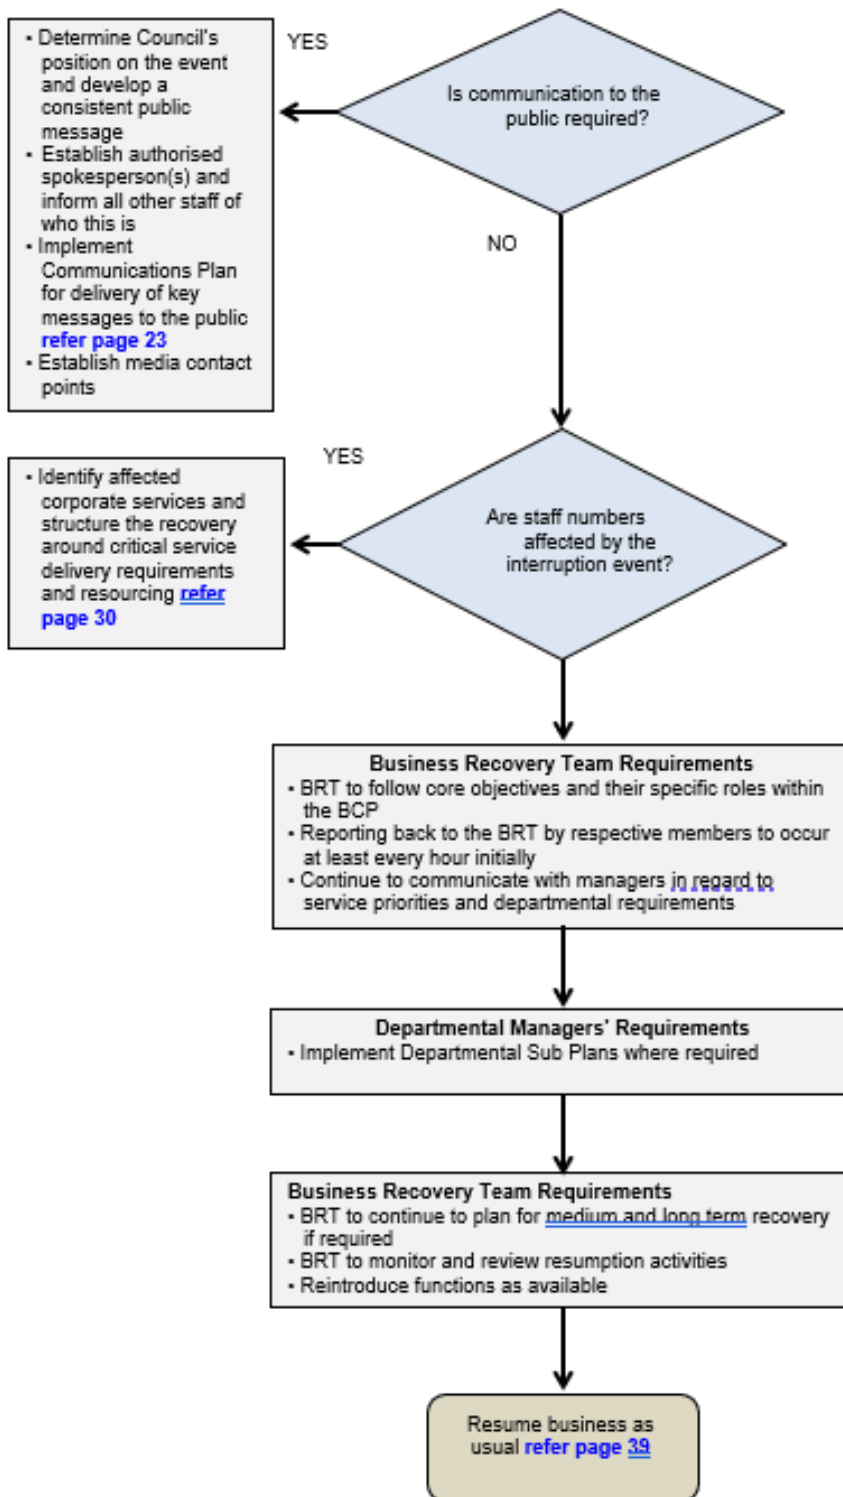 Is communication to the
public required?
YES
• Determine Council's
position on the event
and develop a
consistent public
message
• Establish authorised
spokesperson(s) and
inform all other staff of
who this is
• Implement
Communications Plan
for delivery of key
messages to the public
refer page 23
• Establish media contact
points
NO
Are staff numbers
affected by the
interruption event?
YES
• Identify affected
corporate services and
structure the recovery
around critical service
delivery requirements
and resourcing refer
page 30
Business Recovery Team Requirements
• BRT to follow core objectives and their specific roles within
the BCP
• Reporting back to the BRT by respective members to occur
at least every hour initially
• Continue to communicate with managers in regard to
service priorities and departmental requirements
Departmental Managers' Requirements
• Implement Departmental Sub Plans where required
Business Recovery Team Requirements
• BRT to continue to plan for medium and long term recovery
if required
• BRT to monitor and review resumption activities
• Reintroduce functions as available
Resume business as
usual refer page 39